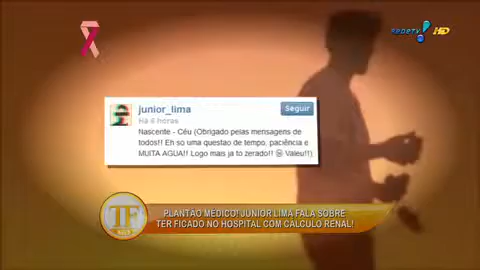 REDETV! HD
junior_lima
Seguir
Há 6 horas
Nascente - Céu (Obrigado pelas mensagens de
todos!! Eh so uma questao de tempo, paciência e
MUITA AGUA!! Logo mais ja to zerado!! Valeu!!)
TF
PLANTÃO MÉDICO! JUNIOR LIMA FALA SOBRE
TER FICADO NO HOSPITAL COM CÁLCULO RENAL!